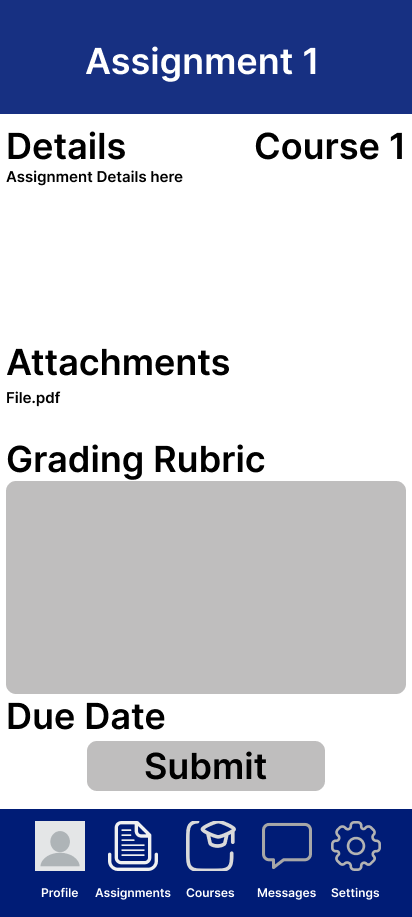 Assignment 1
Details
Course 1
Assignment Details here
Attachments
File.pdf
Grading Rubric
Due Date
Submit
Profile
Assignments
Courses
Messages
Settings